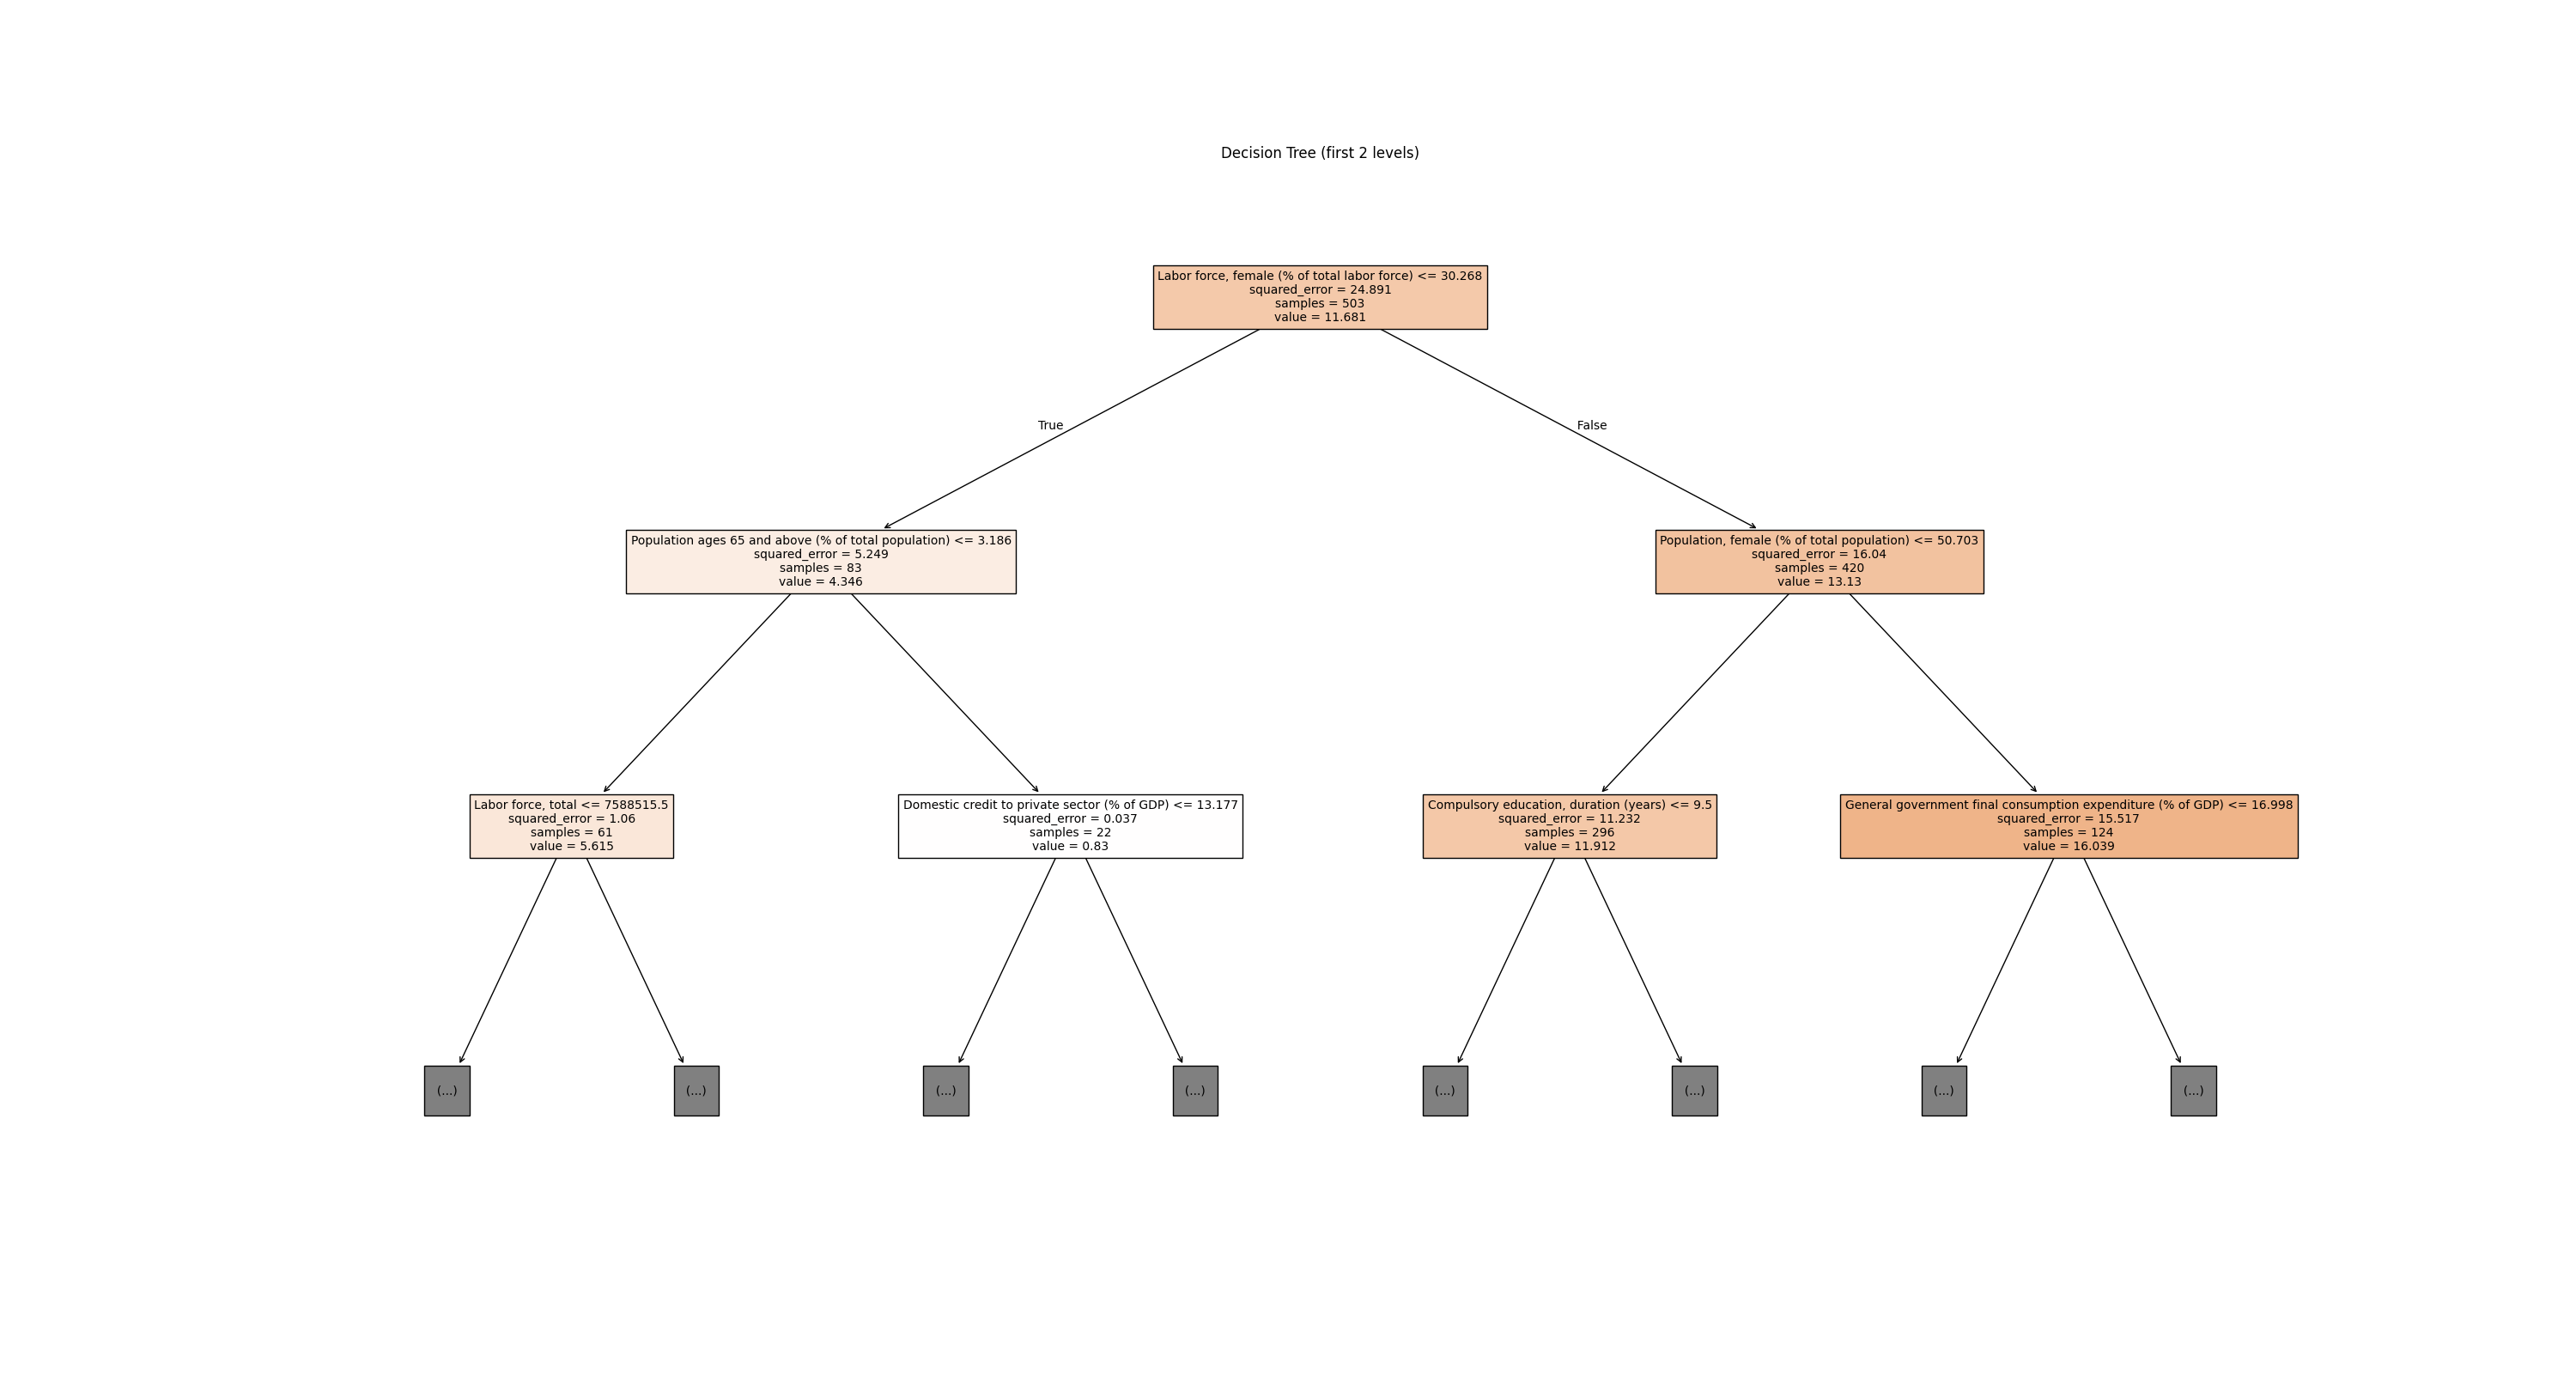 Decision Tree (first 2 levels)
Labor force, female (% of total labor force) <= 30.268
squared_error = 24.891
samples = 503
value = 11.681
True
False
Population ages 65 and above (% of total population) <= 3.186
squared_error = 5.249
samples = 83
value = 4.346
Population, female (% of total population) <= 50.703
squared_error = 16.04
samples = 420
value = 13.13
Labor force, total <= 7588515.5
squared_error = 1.06
samples = 61
value = 5.615
Domestic credit to private sector (% of GDP) <= 13.177
squared_error = 0.037
samples = 22
value = 0.83
Compulsory education, duration (years) <= 9.5
squared_error = 11.232
samples = 296
value = 11.912
General government final consumption expenditure (% of GDP) <= 16.998
squared_error = 15.517
samples = 124
value = 16.039
(...)
(...)
(...)
(...)
(...)
(...)
(...)
(...)